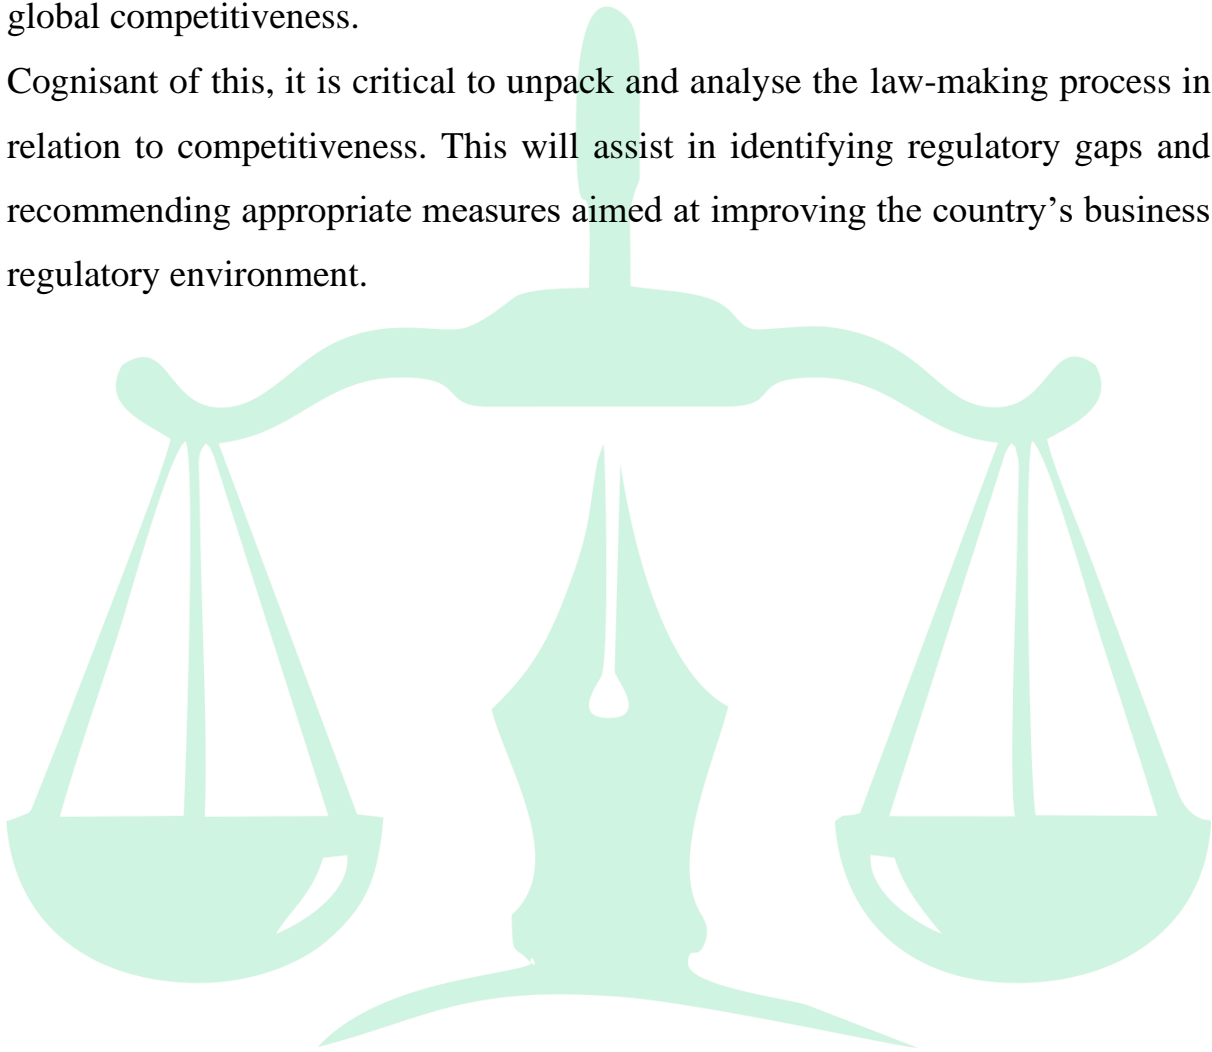 global competitiveness.
Cognisant of this, it is critical to unpack and analyse the law-making process in
relation to competitiveness. This will assist in identifying regulatory gaps and
recommending appropriate measures aimed at improving the country’s business
regulatory environment.